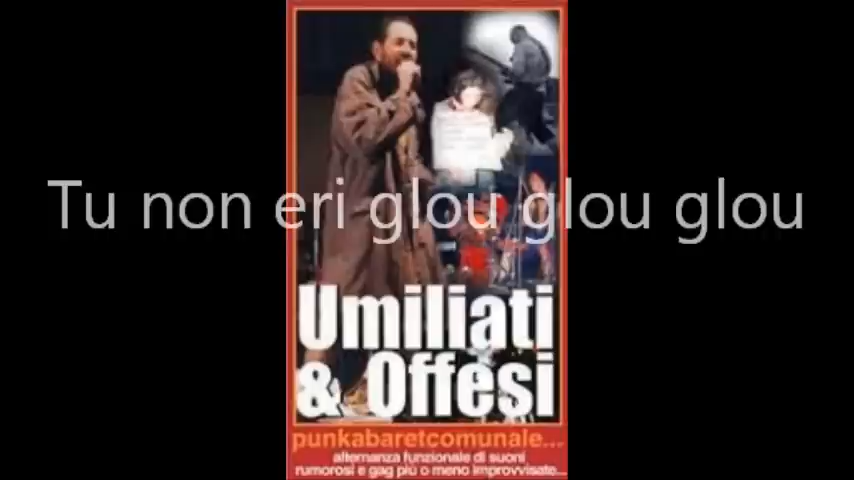 Tu non eri glou glou glou
Umiliati
& Offesi
punkabaretcomunale...
alternanza funzionale di suoni
rumorosi e gag più o meno improvvisate...